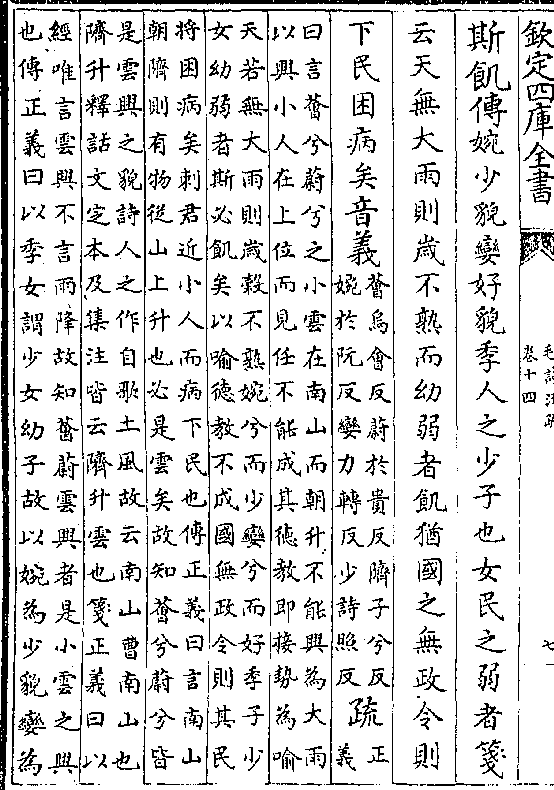 欽定四庫全書
卷十四
七
斯飢傳婉少貌孌好貌季人之少子也女民之弱者箋
云天無大雨則歲不熟而幼弱者飢猶國之無政令則
下民困病矣音義
薈烏會反蔚於貴反隮子兮反
婉於阮反孌力轉反少詩照反
疏
正
義
曰言薈兮蔚兮之小雲在南山而朝升不能興為大雨
以興小人在上位而見任不能成其德教即接勢為喻
天若無大雨則歲穀不熟婉兮而少孌兮而好季子少
女幼弱者斯必飢矣以喻德教不成國無政令則其民
將困病矣刺君近小人而病下民也傳正義曰言南山
朝隮則有物從山上升也必是雲矣故知薈兮蔚兮皆
是雲興之貌詩人之作自歌土風故云南山曹南山也
隮升釋詁文定本及集注皆云隮升雲也箋正義曰以
經唯言雲興不言雨降故知薈蔚雲興者是小雲之興
也傳正義曰以季女謂少女幼子故以婉為少貌孌為